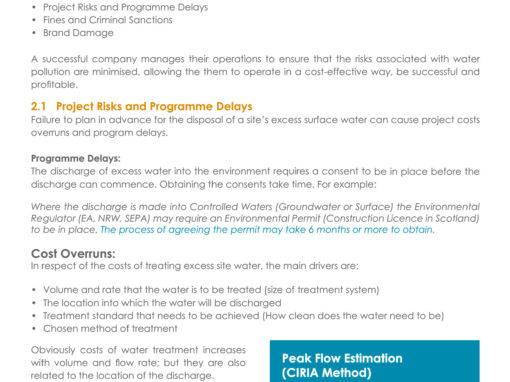 • Project Risks and Programme Delays
• Fines and Criminal Sanctions
• Brand Damage
A successful company manages their operations to ensure that the risks associated with water
pollution are minimised, allowing the them to operate in a cost-effective way, be successful and
profitable.
2.1 Project Risks and Programme Delays
Failure to plan in advance for the disposal of a site's excess surface water can cause project costs
overruns and program delays.
Programme Delays:
The discharge of excess water into the environment requires a consent to be in place before the
discharge can commence. Obtaining the consents take time. For example:
Where the discharge is made into Controlled Waters (Groundwater or Surface) the Environmental
Regulator (EA, NRW, SEPA) may require an Environmental Permit (Construction Licence in Scotland)
to be in place. The process of agreeing the permit may take 6 months or more to obtain.
Cost Overruns:
In respect of the costs of treating excess site water, the main drivers are:
• Volume and rate that the water is to be treated (size of treatment system)
• The location into which the water will be discharged
• Treatment standard that needs to be achieved (How clean does the water need to be)
• Chosen method of treatment
Obviously costs of water treatment increases
with volume and flow rate; but they are also
related to the location of the discharge.
Peak Flow Estimation
(CIRIA Method)